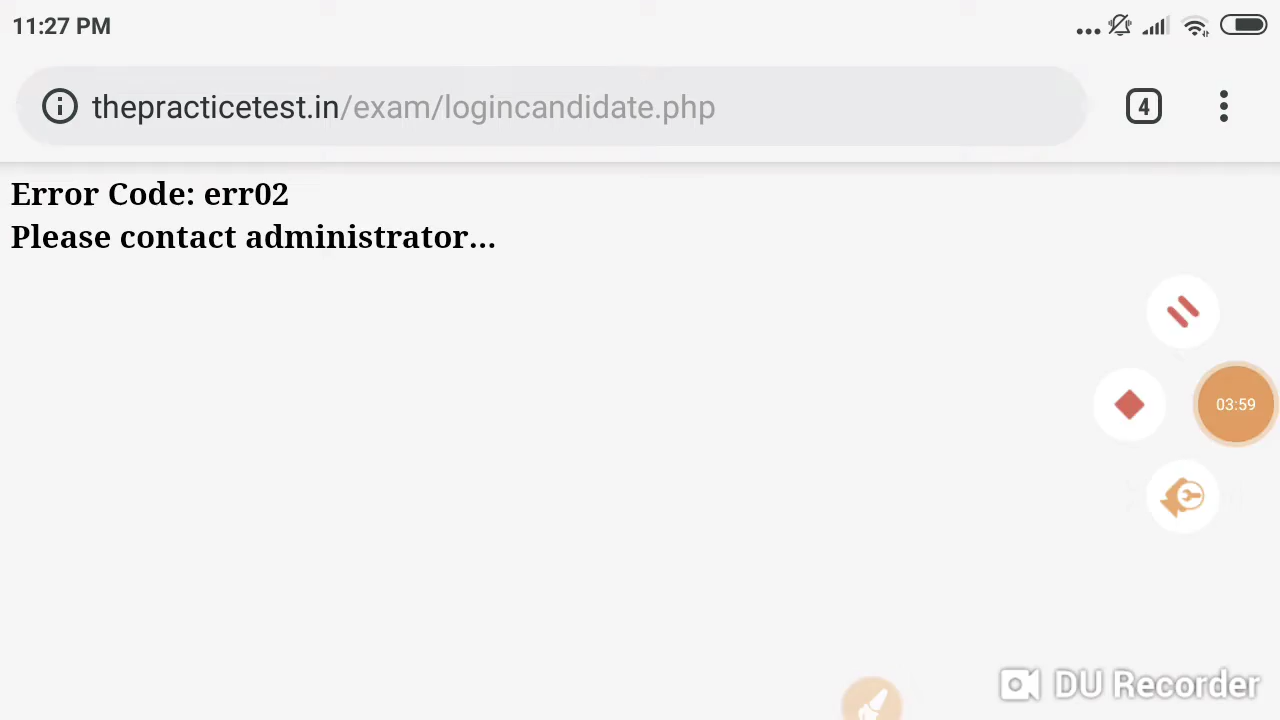 11:27 PM
thepracticetest.in/exam/logincandidate.php
4
Error Code: err02
Please contact administrator...
03:59
DU Recorder